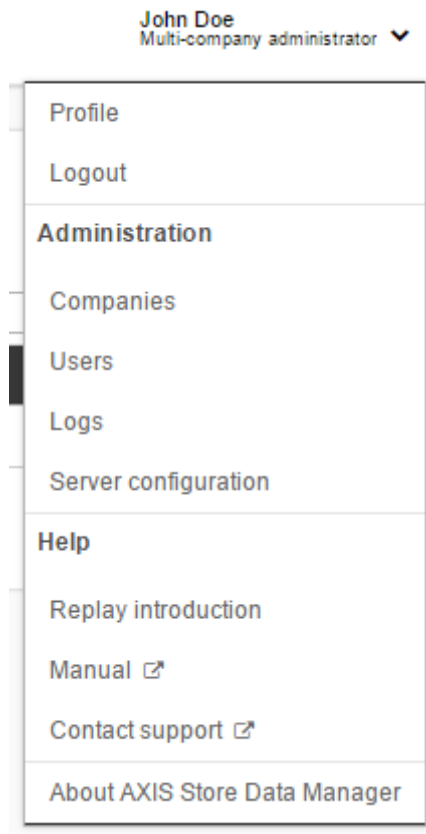 John Doe
Multi-company administrator
Profile
Logout
Administration
Companies
Users
Logs
Server configuration
Help
Replay introduction
Manual
Contact support
About AXIS Store Data Manager